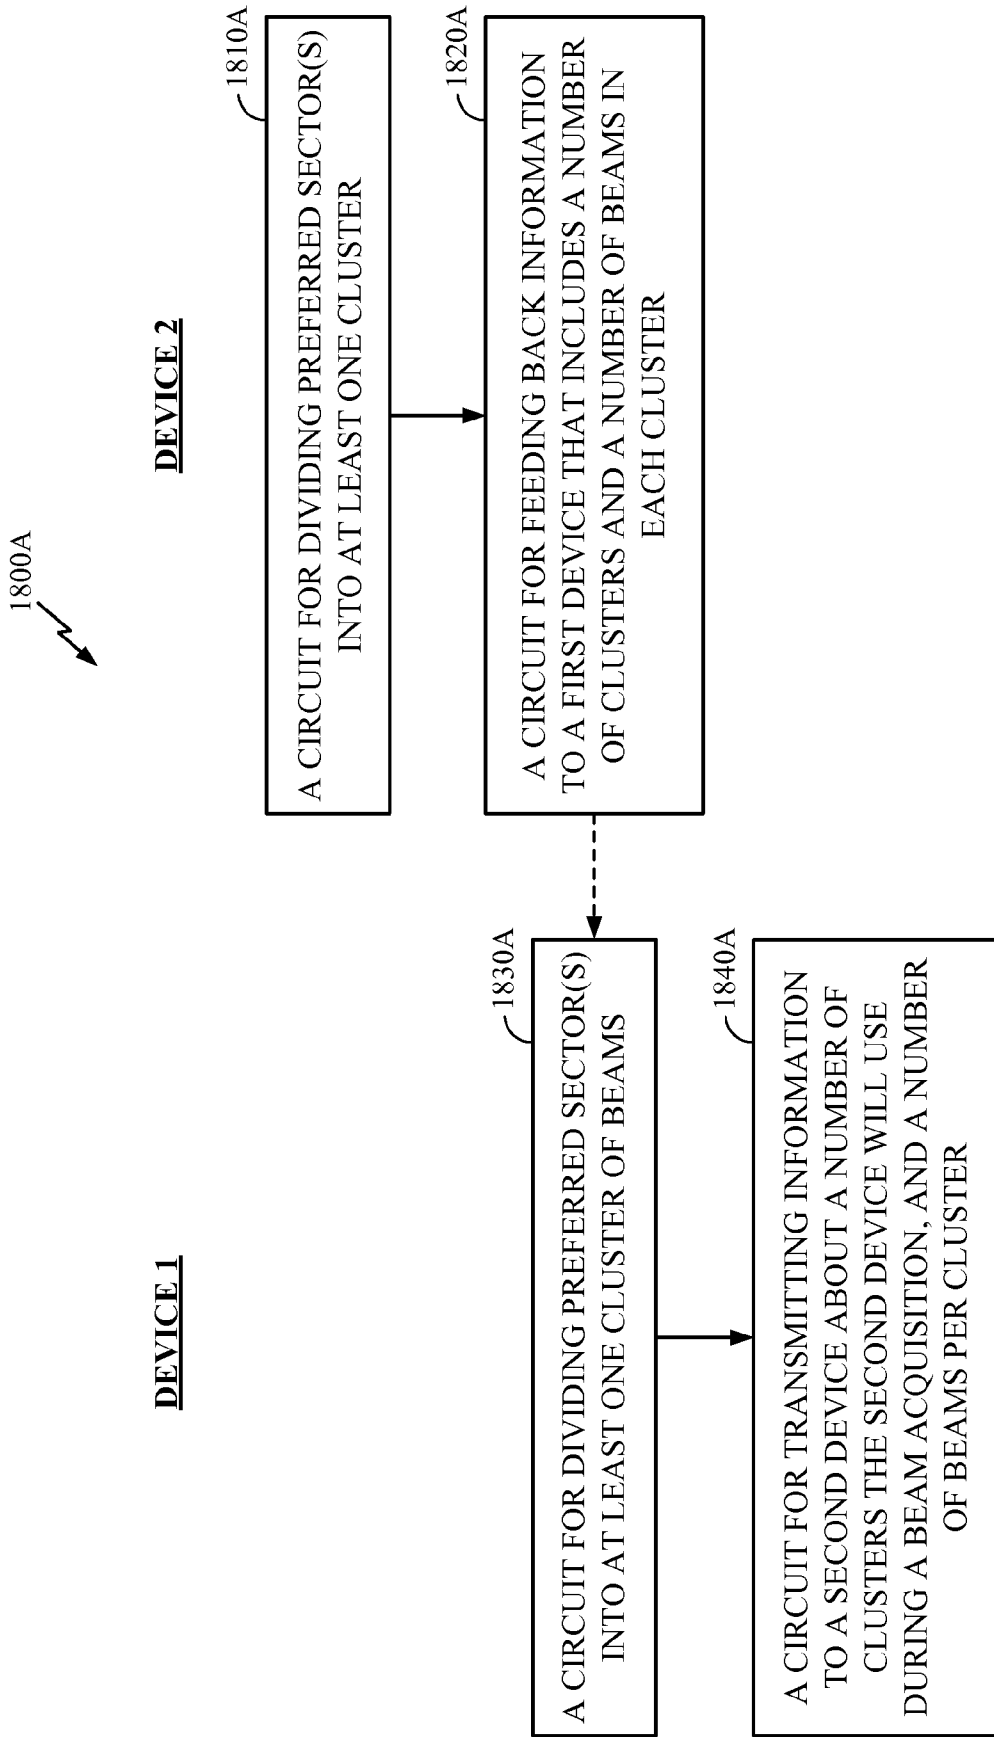 1800A
DEVICE 1
DEVICE 2
1810A
A CIRCUIT FOR DIVIDING PREFERRED SECTOR(S)
INTO AT LEAST ONE CLUSTER
1820A
A CIRCUIT FOR FEEDING BACK INFORMATION
TO A FIRST DEVICE THAT INCLUDES A NUMBER
OF CLUSTERS AND A NUMBER OF BEAMS IN
EACH CLUSTER
1830A
A CIRCUIT FOR DIVIDING PREFERRED SECTOR(S)
INTO AT LEAST ONE CLUSTER OF BEAMS
1840A
A CIRCUIT FOR TRANSMITTING INFORMATION
TO A SECOND DEVICE ABOUT A NUMBER OF
CLUSTERS THE SECOND DEVICE WILL USE
DURING A BEAM ACQUISITION, AND A NUMBER
OF BEAMS PER CLUSTER